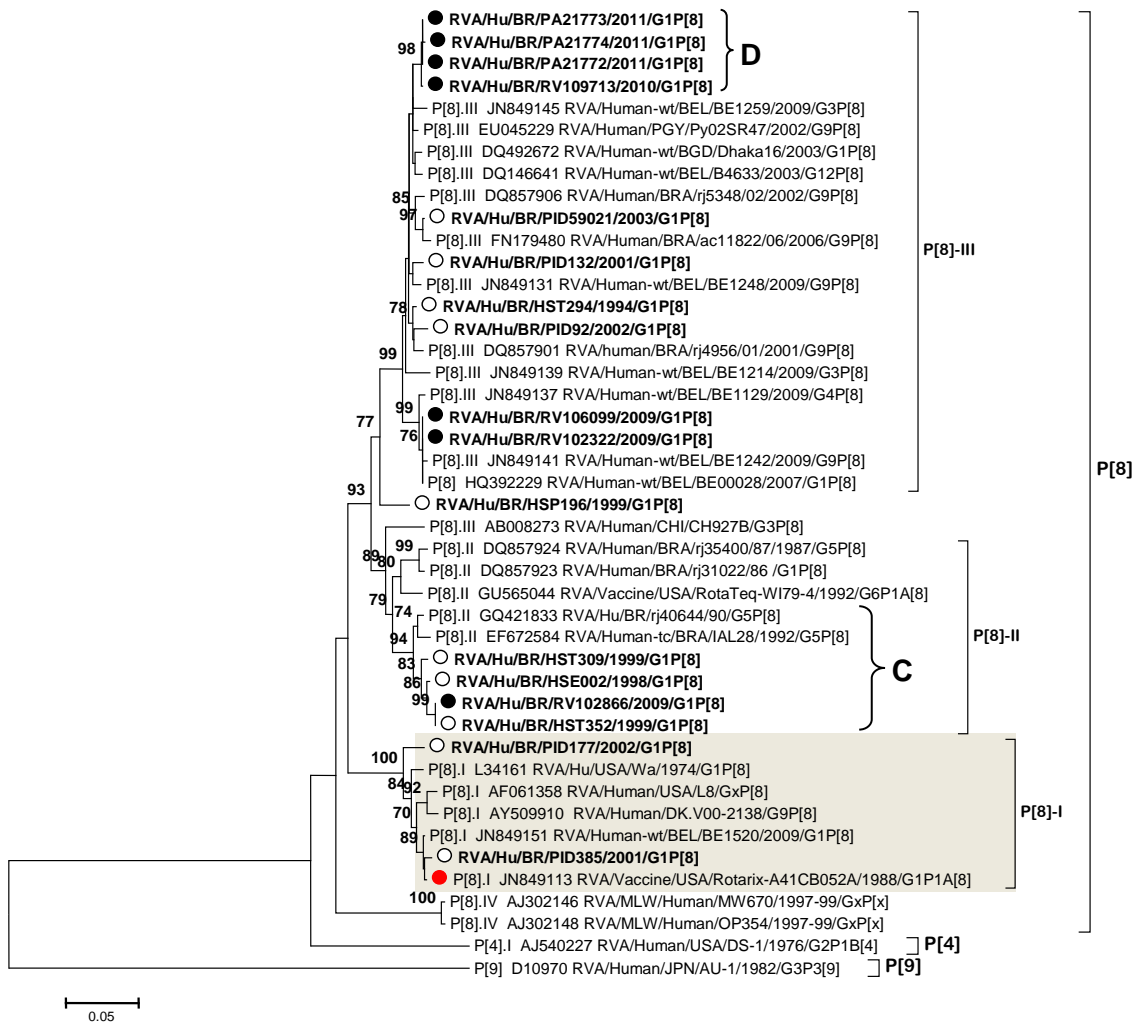 RVA/Hu/BR/PA21773/2011/G1P[8]
RVA/Hu/BR/PA21774/2011/G1P[8]
98
D
RVA/Hu/BR/PA21772/2011/G1P[8]
RVA/Hu/BR/RV109713/2010/G1P[8]
P[8].III JN849145 RVA/Human-wt/BEL/BE1259/2009/G3P[8]
P[8].III EU045229 RVA/Human/PGY/Py02SR47/2002/G9P[8]
P[8].III DQ492672 RVA/Human-wt/BGD/Dhaka16/2003/G1P[8]
P[8].III DQ146641 RVA/Human-wt/BEL/B4633/2003/G12P[8]
85
P[8].III DQ857906 RVA/Human/BRA/rj5348/02/2002/G9P[8]
97
RVA/Hu/BR/PID59021/2003/G1P[8]
P[8].III FN179480 RVA/Human/BRA/ac11822/06/2006/G9P[8]
P[8]-III
RVA/Hu/BR/PID132/2001/G1P[8]
P[8].III JN849131 RVA/Human-wt/BEL/BE1248/2009/G9P[8]
78
RVA/Hu/BR/HST294/1994/G1P[8]
RVA/Hu/BR/PID92/2002/G1P[8]
P[8].III DQ857901 RVA/human/BRA/rj4956/01/2001/G9P[8]
99
P[8].III JN849139 RVA/Human-wt/BEL/BE1214/2009/G3P[8]
P[8].III JN849137 RVA/Human-wt/BEL/BE1129/2009/G4P[8]
99
RVA/Hu/BR/RV106099/2009/G1P[8]
77
76
RVA/Hu/BR/RV102322/2009/G1P[8]
P[8].III JN849141 RVA/Human-wt/BEL/BE1242/2009/G9P[8]
P[8]
P[8] HQ392229 RVA/Human-wt/BEL/BE00028/2007/G1P[8]
93
RVA/Hu/BR/HSP196/1999/G1P[8]
P[8].III AB008273 RVA/Human/CHI/CH927B/G3P[8]
99
P[8].II DQ857924 RVA/Human/BRA/rj35400/87/1987/G5P[8]
89
80
P[8].II DQ857923 RVA/Human/BRA/rj31022/86 /G1P[8]
P[8].II GU565044 RVA/Vaccine/USA/RotaTeq-WI79-4/1992/G6P1A[8]
79
74
P[8].II GQ421833 RVA/Hu/BR/rj40644/90/G5P[8]
94
P[8].II EF672584 RVA/Human-tc/BRA/IAL28/1992/G5P[8]
P[8]-II
83
RVA/Hu/BR/HST309/1999/G1P[8]
C
86
RVA/Hu/BR/HSE002/1998/G1P[8]
99
RVA/Hu/BR/RV102866/2009/G1P[8]
RVA/Hu/BR/HST352/1999/G1P[8]
100
RVA/Hu/BR/PID177/2002/G1P[8]
P[8].I L34161 RVA/Hu/USA/Wa/1974/G1P[8]
84
92
P[8].I AF061358 RVA/Human/USA/L8/GxP[8]
70
P[8].I AY509910 RVA/Human/DK.V00-2138/G9P[8]
P[8]-I
89
P[8].I JN849151 RVA/Human-wt/BEL/BE1520/2009/G1P[8]
RVA/Hu/BR/PID385/2001/G1P[8]
P[8].I JN849113 RVA/Vaccine/USA/Rotarix-A41CB052A/1988/G1P1A[8]
100
P[8].IV AJ302146 RVA/MLW/Human/MW670/1997-99/GxP[x]
P[8].IV AJ302148 RVA/MLW/Human/OP354/1997-99/GxP[x]
P[4].I AJ540227 RVA/Human/USA/DS-1/1976/G2P1B[4]
P[4]
P[9] D10970 RVA/Human/JPN/AU-1/1982/G3P3[9]
P[9]
0.05